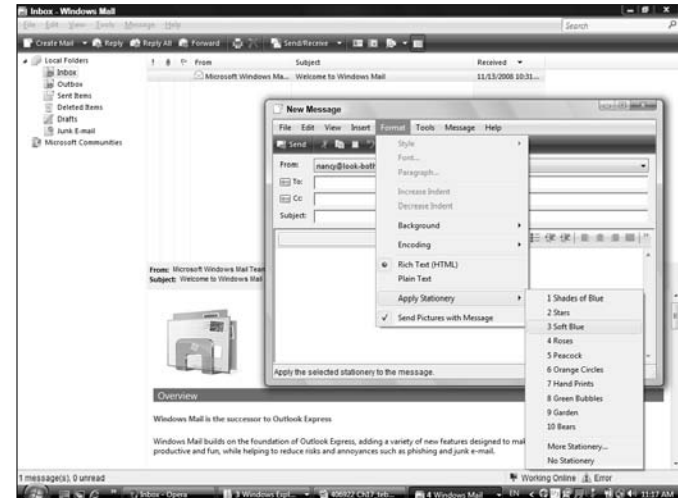 Inbox - Windows Mail
File Edit View Tools Message Help
Search
Create Mail Reply Reply All Forward Send/Receive
Local Folders
Inbox
Outbox
Sent Items
Deleted Items
Drafts
Junk E-mail
Microsoft Communities
! From Subject Received
Microsoft Windows Ma... Welcome to Windows Mail 11/13/2008 10:31...
New Message
File Edit View Insert Format Tools Message Help
Send
From: nancy@look-both
To:
Cc:
Subject:
Style
Font...
Paragraph...
Increase Indent
Decrease Indent
Background
Encoding
Rich Text (HTML)
Plain Text
Apply Stationery
Send Pictures with Message
1 Shades of Blue
2 Stars
3 Soft Blue
4 Roses
5 Peacock
6 Orange Circles
7 Hand Prints
8 Green Bubbles
9 Garden
10 Bears
More Stationery...
No Stationery
Apply the selected stationery to the message.
From: Microsoft Windows Mail Team
Subject: Welcome to Windows Mail
Overview
Windows Mail is the successor to Outlook Express
Windows Mail builds on the foundation of Outlook Express, adding a variety of new features designed to mak
productive and fun, while helping to reduce risks and annoyances such as phishing and junk e-mail.
1 message(s), 0 unread
Working Online Error
Inbox - Opera 3 Windows Expl... 406922 Ch17_feb... 4 Windows Mail EN 11:17 AM